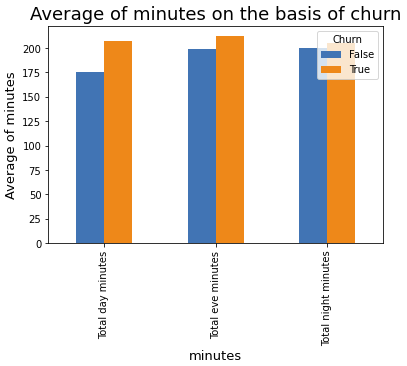 Average of minutes on the basis of churn
Churn
False
True
200
175
150
125
100
75
50
25
0
Average of minutes
Total day minutes
Total eve minutes
Total night minutes
minutes